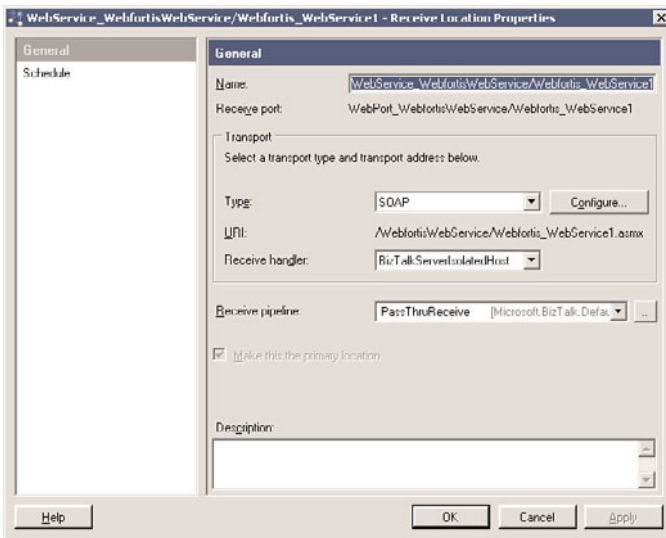 WebService_WebfortisWebService/Webfortis_WebService1 - Receive Location Properties
General
Schedule
General
Name: WebService_WebfortisWebService/Webfortis_WebService1
Receive port: WebPort_WebfortisWebService/Webfortis_WebService1
Transport
Select a transport type and transport address below.
Type: SOAP Configure...
URI: /WebfortisWebService/Webfortis_WebService1.asmx
Receive handler: BizTalkServerIsolatedHost
Receive pipeline: PassThruReceive [Microsoft.BizTalk.Defau ...
Make this the primary location
Description:
Help OK Cancel Apply